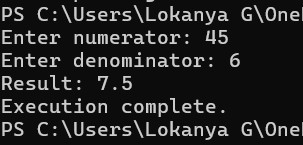 PS C:\Users\Lokanya G\One
Enter numerator: 45
Enter denominator: 6
Result: 7.5
Execution complete.
PS C:\Users\Lokanya G\One